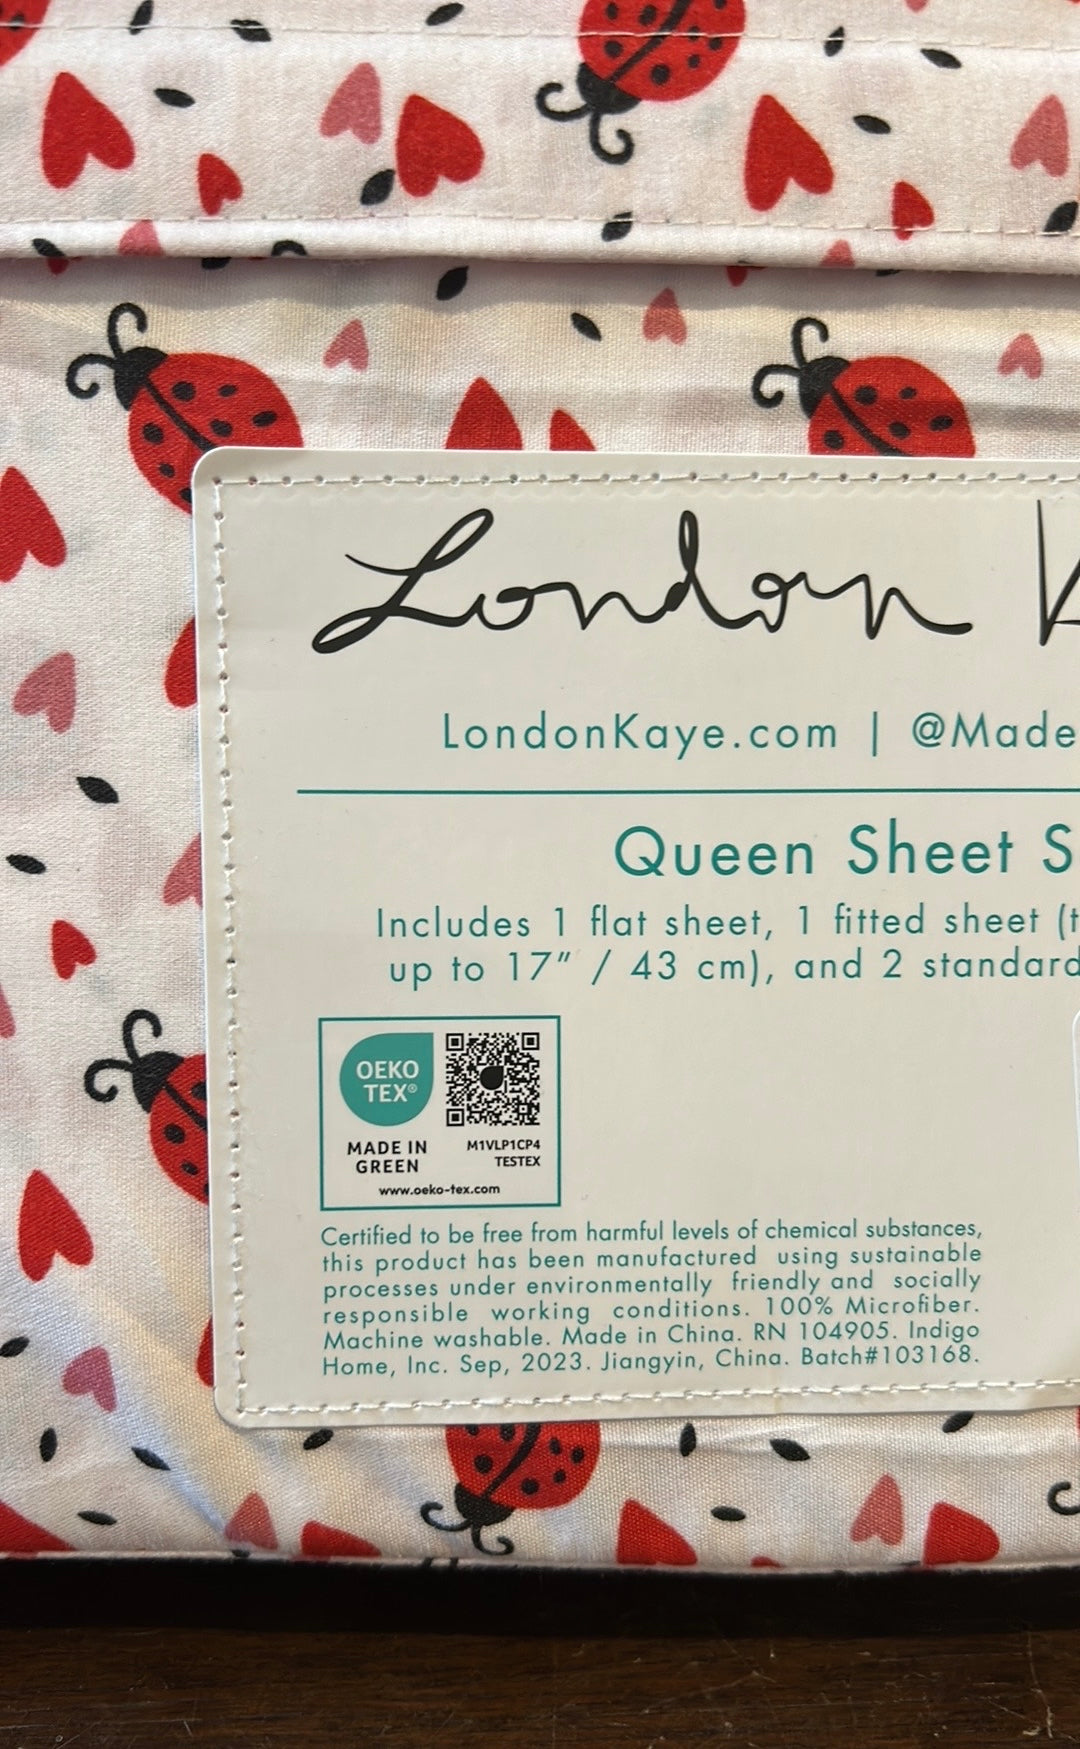 London K
LondonKaye.com | @Made
Queen Sheet S
Includes 1 flat sheet, 1 fitted sheet (t
up to 17″ / 43 cm), and 2 standard
OEKO
TEX®
MADE IN
GREEN
M1VLP1CP4
TESTEX
www.oeko-tex.com
Certified to be free from harmful levels of chemical substances,
this product has been manufactured using sustainable
processes under environmentally friendly and socially
responsible working conditions. 100% Microfiber.
Machine washable. Made in China. RN 104905. Indigo
Home, Inc. Sep, 2023. Jiangyin, China. Batch#103168.